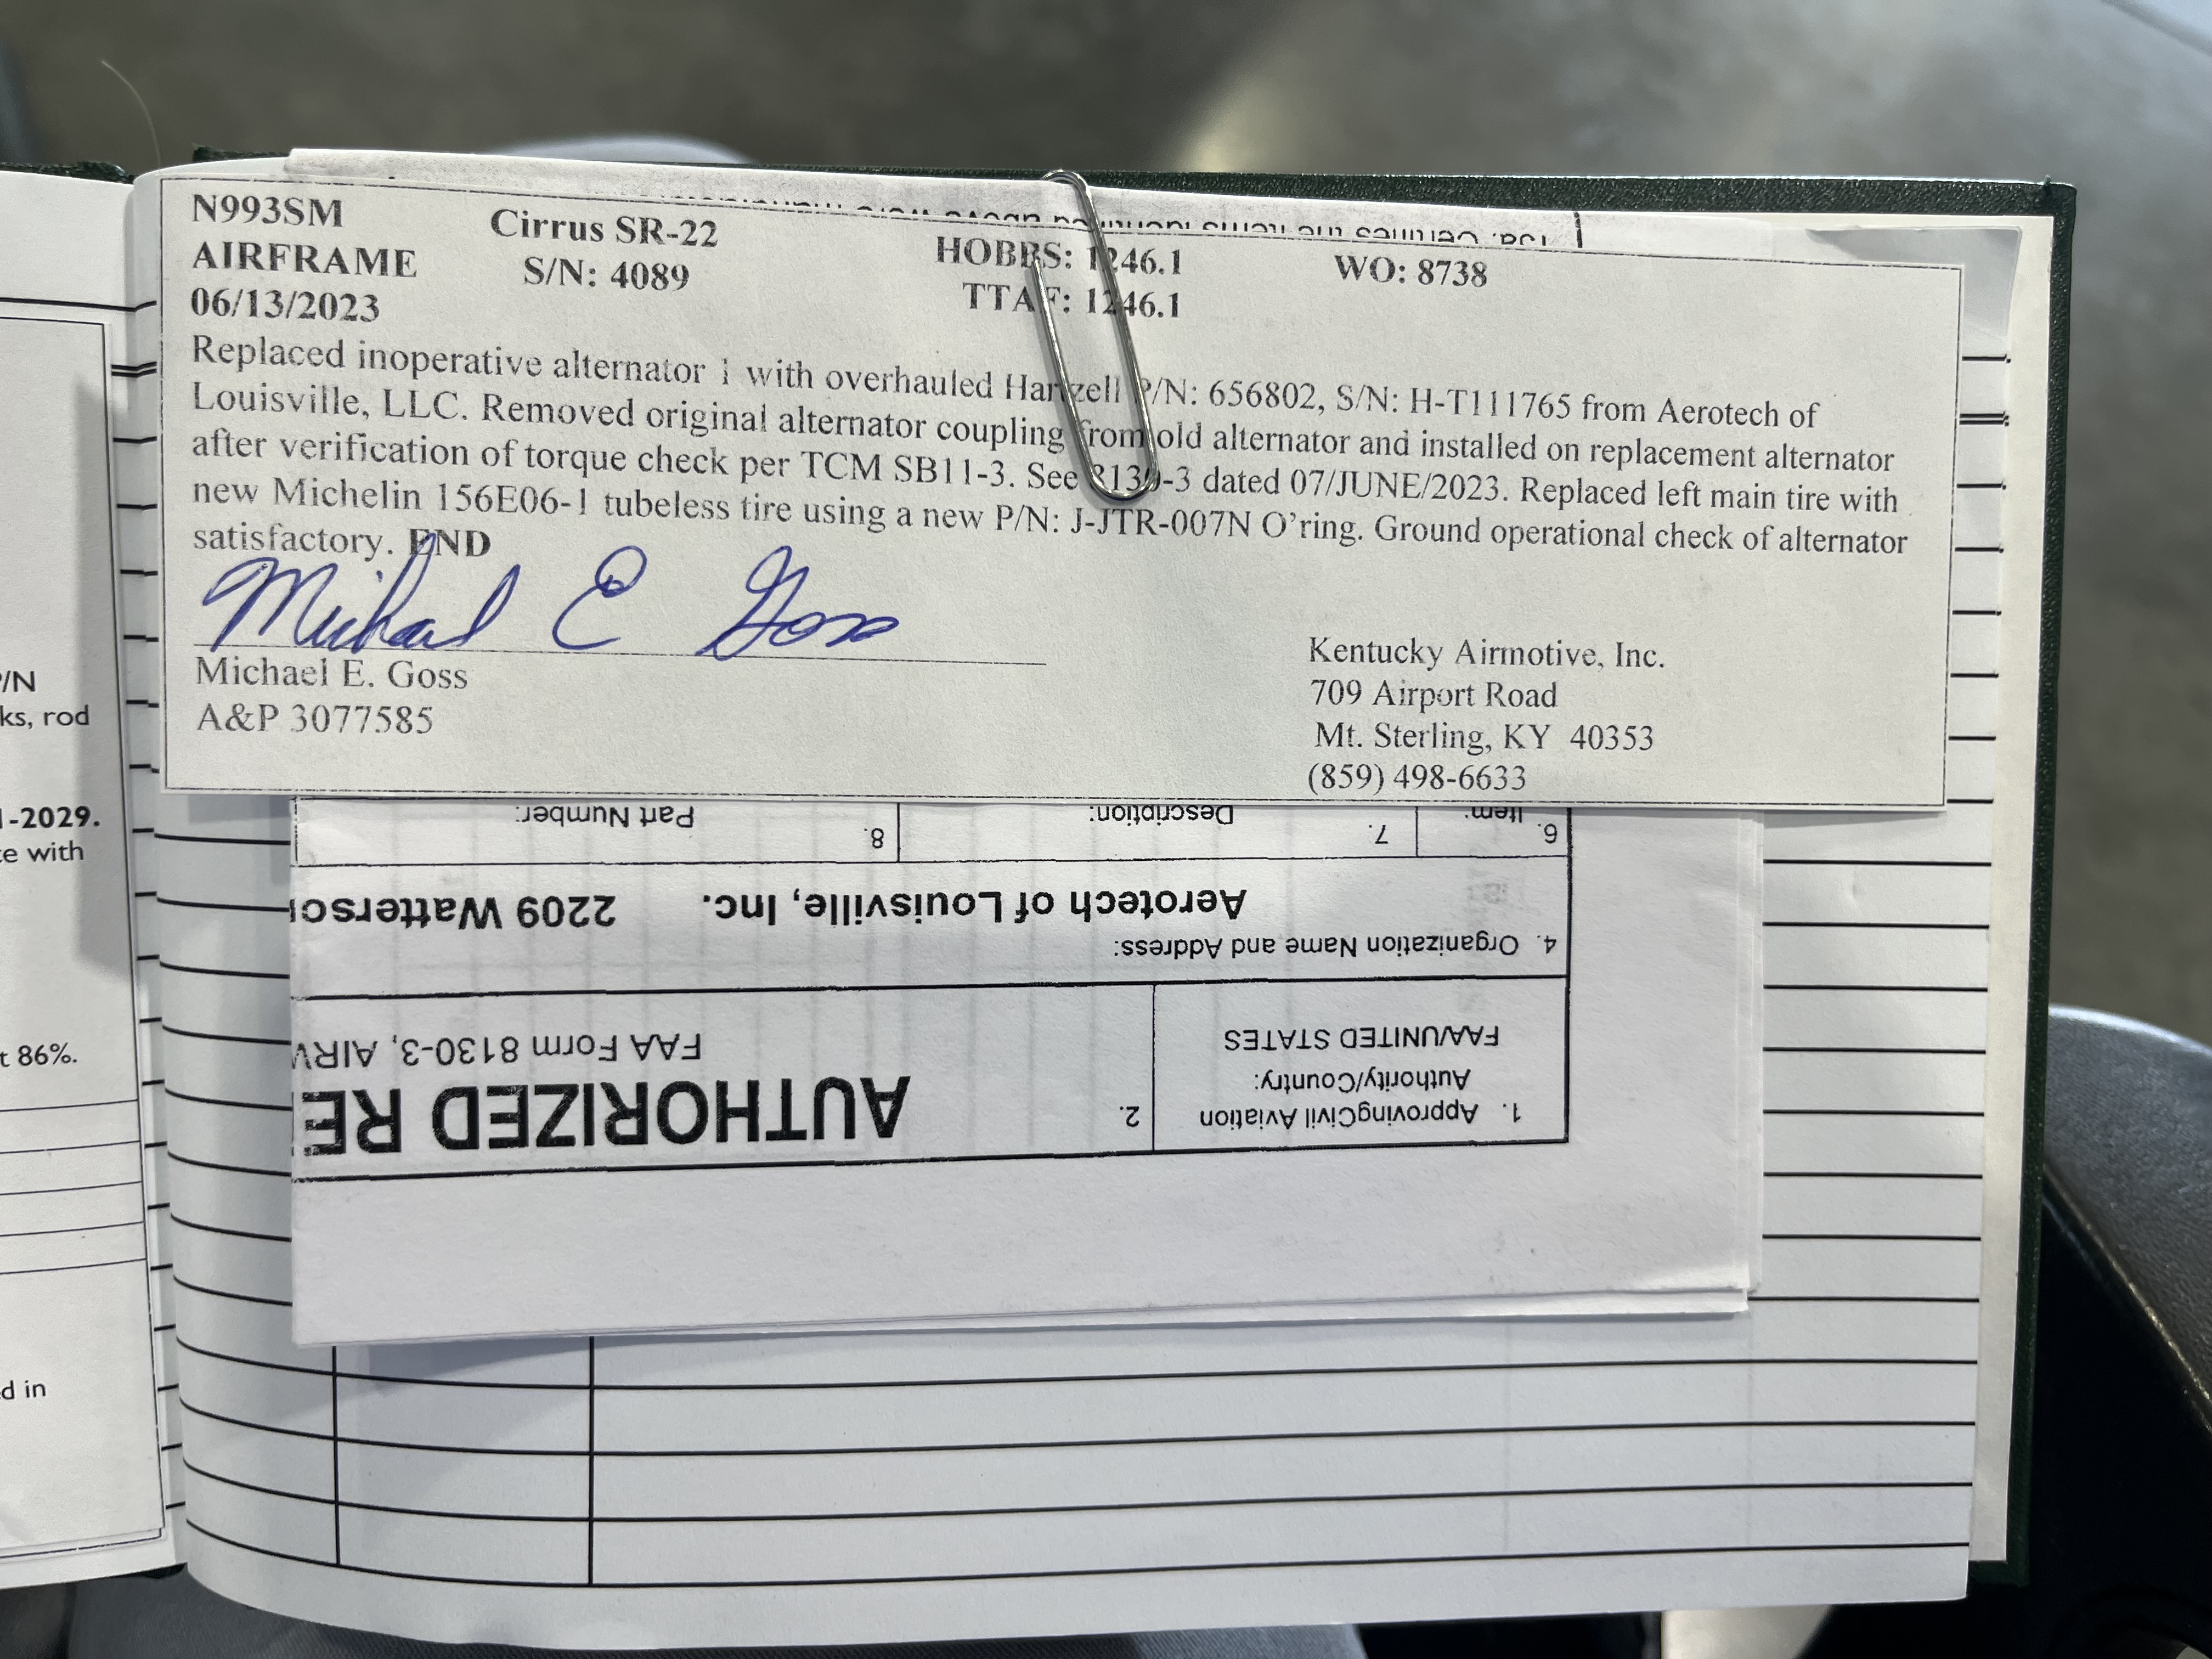 N993SM Cirrus SR-22 HOBBS: 1246.1 WO: 8738
AIRFRAME S/N: 4089 TTAF: 1246.1
06/13/2023
Replaced inoperative alternator 1 with overhauled Hartzell P/N: 656802, S/N: H-T111765 from Aerotech of
Louisville, LLC. Removed original alternator coupling from old alternator and installed on replacement alternator
after verification of torque check per TCM SB11-3. See 8130-3 dated 07/JUNE/2023. Replaced left main tire with
new Michelin 156E06-1 tubeless tire using a new P/N: J-JTR-007N O'ring. Ground operational check of alternator
satisfactory. END
Michael E Goss
Michael E. Goss
A&P 3077585
Kentucky Airmotive, Inc.
709 Airport Road
Mt. Sterling, KY 40353
(859) 498-6633
1. ApprovingCivil Aviation
Authority/Country:
FAA/UNITED STATES
2.
AUTHORIZED RE
FAA Form 8130-3, AIRW
4. Organization Name and Address:
Aerotech of Louisville, Inc. 2209 Watterso
6. Item: 7. Description: 8. Part Number:
P/N
ks, rod
-2029.
ce with
t 86%.
d in